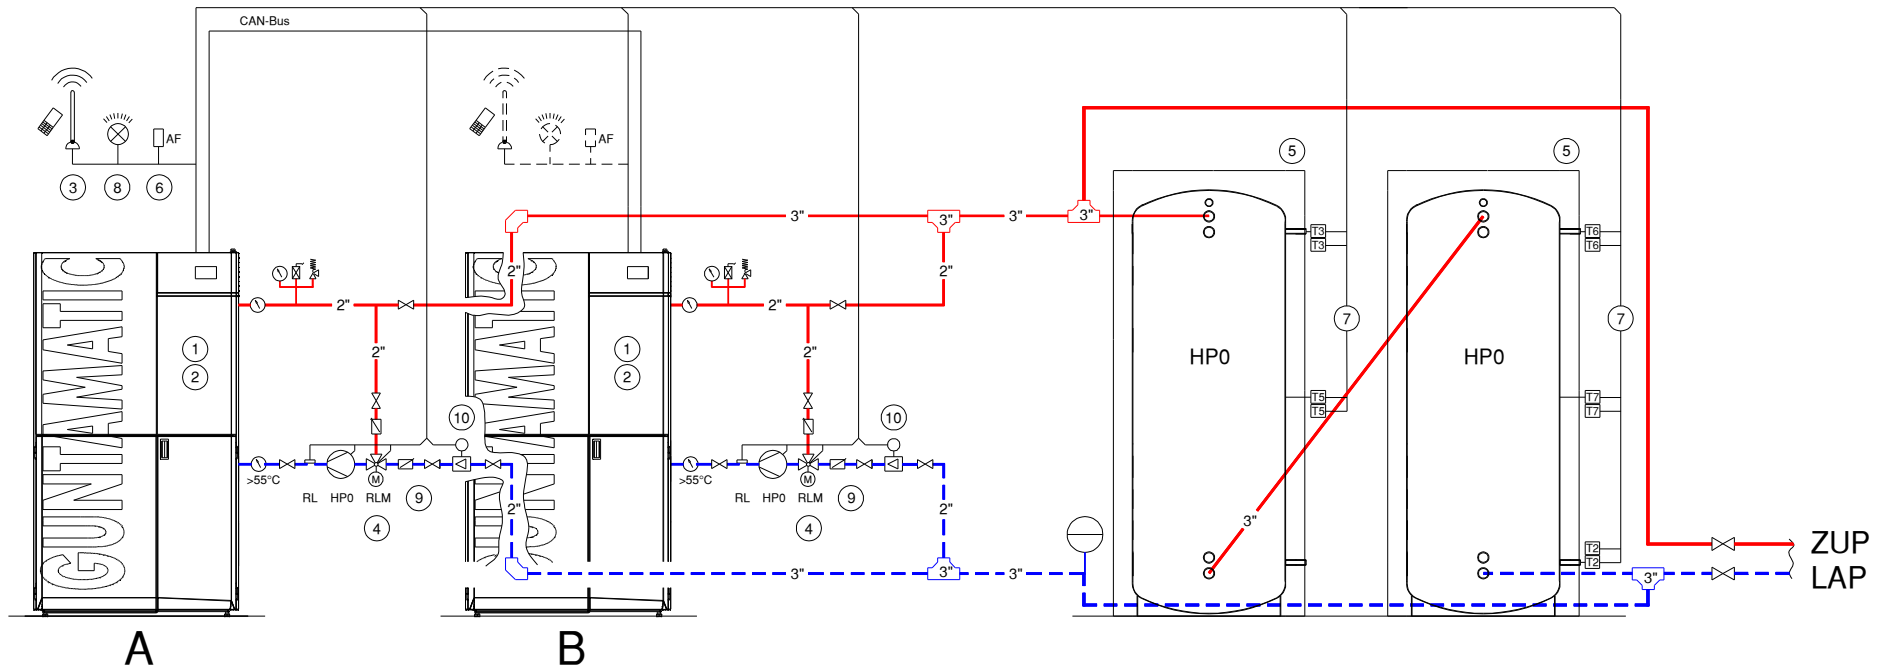 CAN-Bus
AF
AF
3
8
6
5
5
3"
3"
3"
3"
T3
T3
T6
T6
GUNTAMATIC
GUNTAMATIC
2"
2"
2"
2"
7
7
1
2
1
2
2"
2"
HP0
HP0
T5
T5
T7
T7
10
10
>55°C
RL
HP0
M
RLM
9
4
>55°C
RL
HP0
M
RLM
9
4
2"
2"
3"
ZUP
T2
T2
3"
3"
3"
3"
LAP
A
B